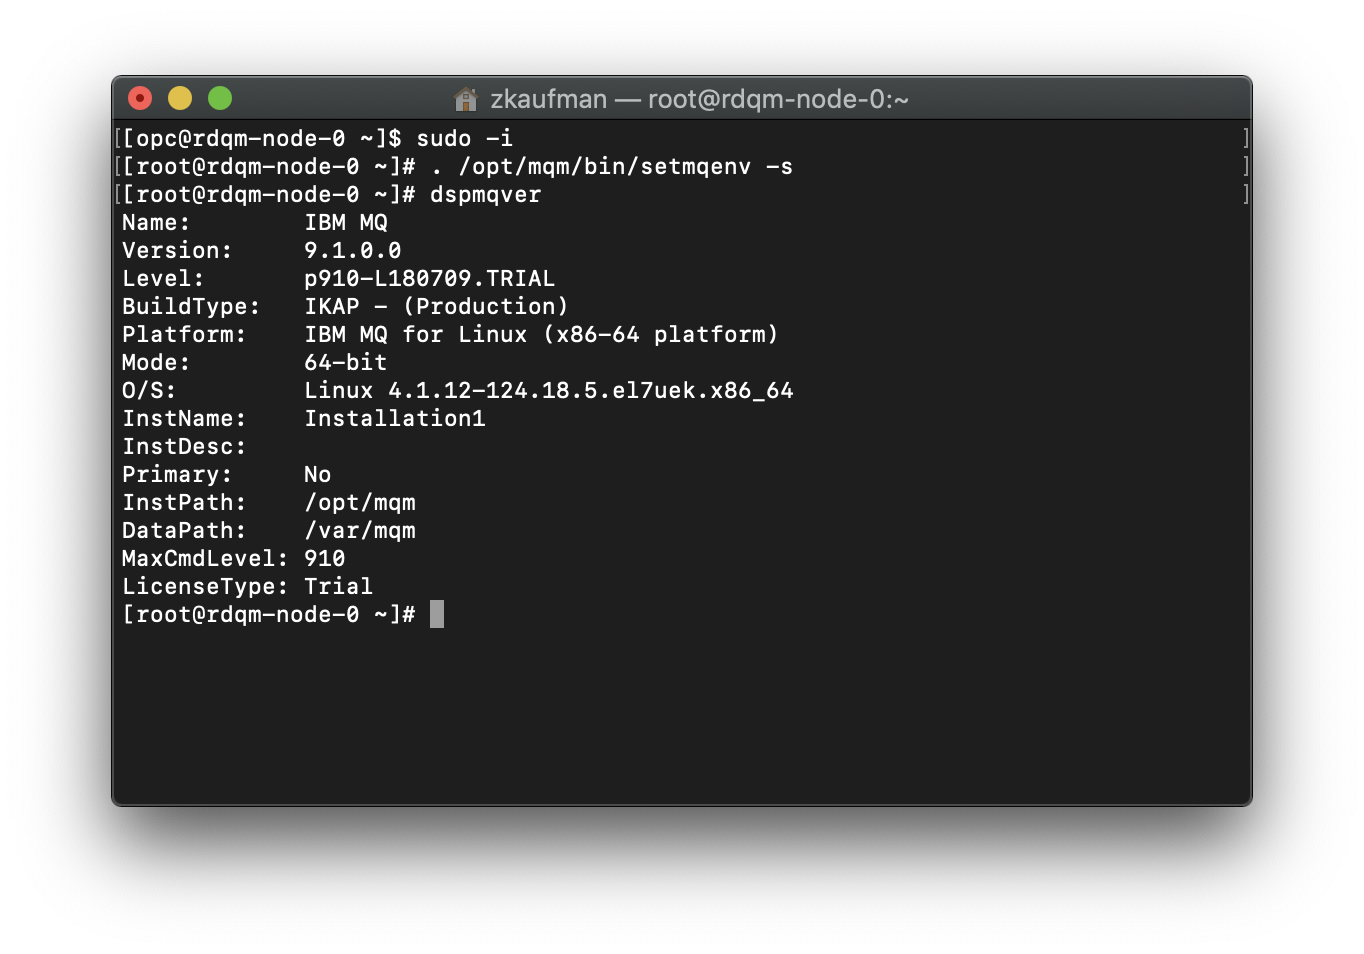 zkaufman — root@rdqm-node-0:~
[[opc@rdqm-node-0 ~]$ sudo -i ]
[[root@rdqm-node-0 ~]# . /opt/mqm/bin/setmqenv -s ]
[[root@rdqm-node-0 ~]# dspmqver ]
Name: IBM MQ
Version: 9.1.0.0
Level: p910-L180709.TRIAL
BuildType: IKAP - (Production)
Platform: IBM MQ for Linux (x86-64 platform)
Mode: 64-bit
O/S: Linux 4.1.12-124.18.5.el7uek.x86_64
InstName: Installation1
InstDesc:
Primary: No
InstPath: /opt/mqm
DataPath: /var/mqm
MaxCmdLevel: 910
LicenseType: Trial
[root@rdqm-node-0 ~]#